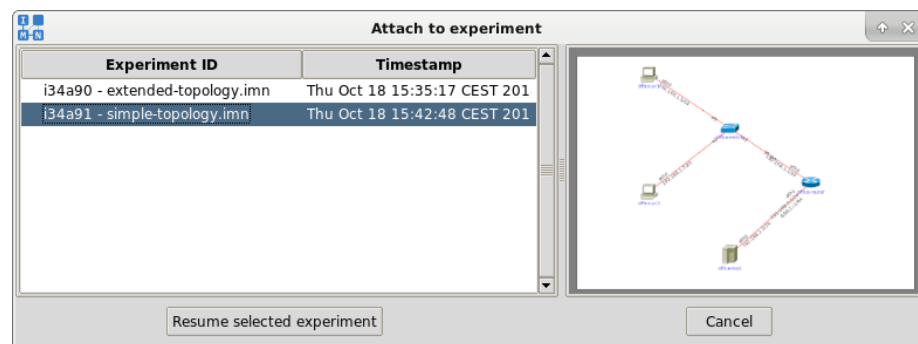 I
M-N
Attach to experiment
Experiment ID Timestamp
i34a90 - extended-topology.imn Thu Oct 18 15:35:17 CEST 201
i34a91 - simple-topology.imn Thu Oct 18 15:42:48 CEST 201
Resume selected experiment Cancel